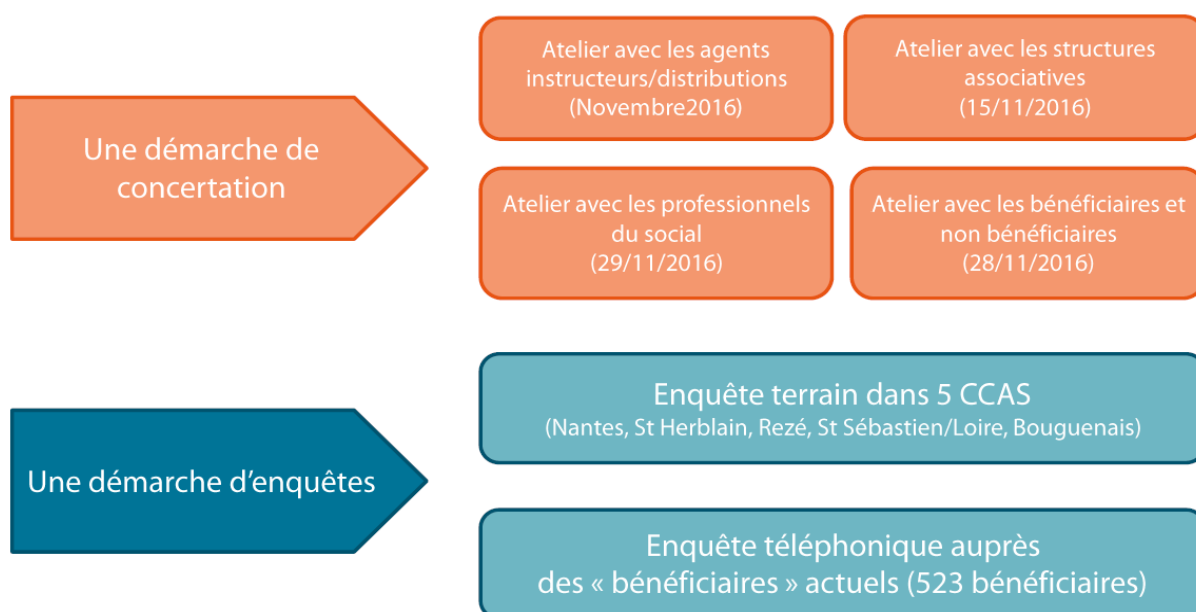 Une démarche de
concertation
Atelier avec les agents
instructeurs/distributions
(Novembre2016)
Atelier avec les structures
associatives
(15/11/2016)
Atelier avec les professionnels
du social
(29/11/2016)
Atelier avec les bénéficiaires et
non bénéficiaires
(28/11/2016)
Une démarche d'enquêtes
Enquête terrain dans 5 CCAS
(Nantes, St Herblain, Rezé, St Sébastien/Loire, Bouguenais)
Enquête téléphonique auprès
des « bénéficiaires » actuels (523 bénéficiaires)